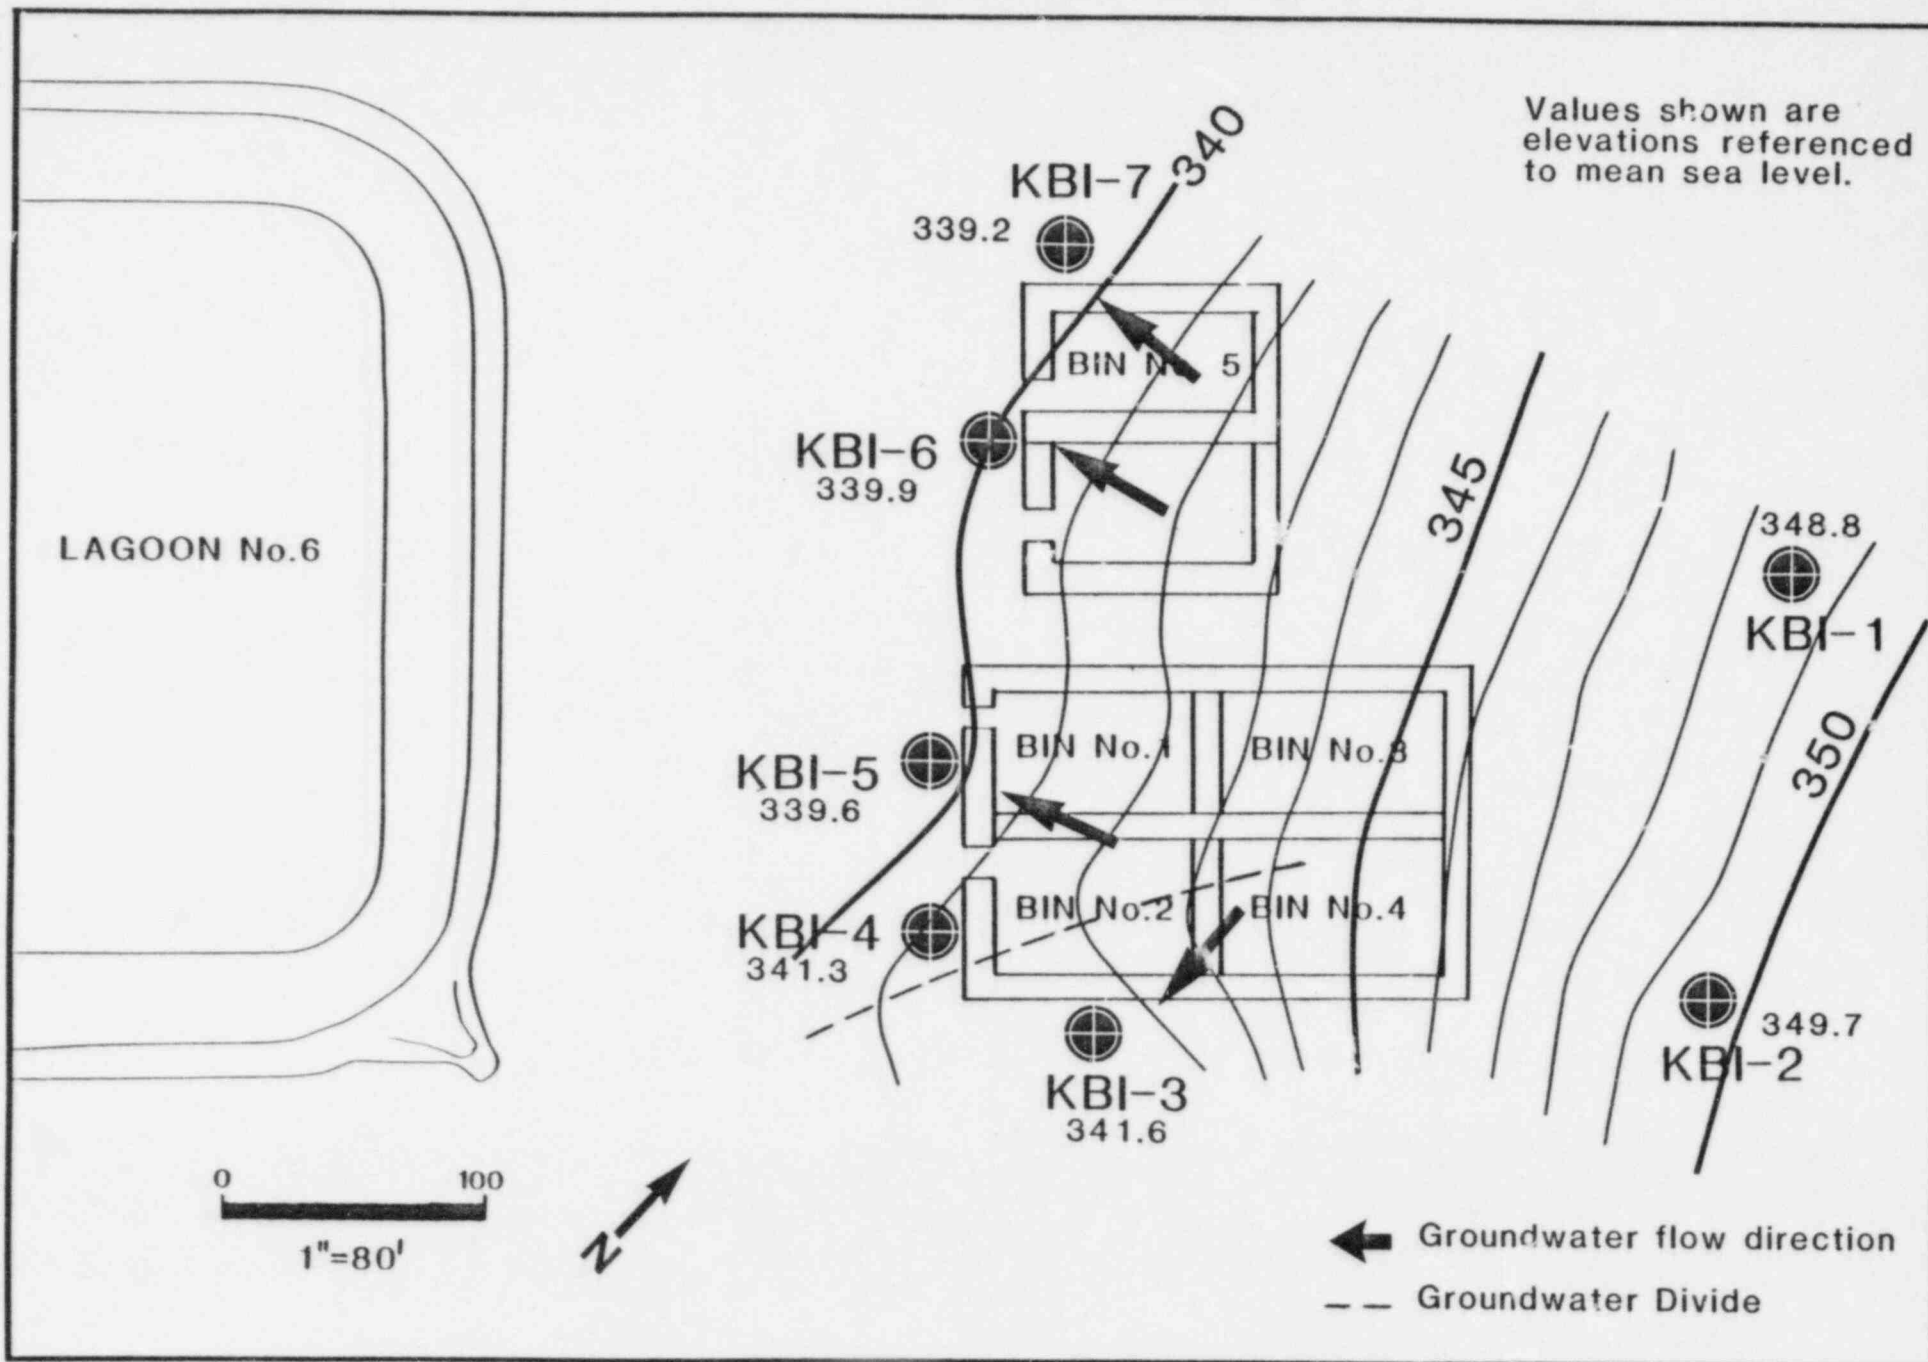 Values shown are
elevations referenced
to mean sea level.
340
KBI-7
339.2
BIN No. 5
KBI-6
339.9
345
LAGOON No.6
348.8
KBI-1
350
BIN No.1
BIN No.3
KBI-5
339.6
BIN No.2
BIN No.4
KBI-4
341.3
349.7
KBI-2
KBI-3
341.6
0 100
1"=80'
N
Groundwater flow direction
Groundwater Divide